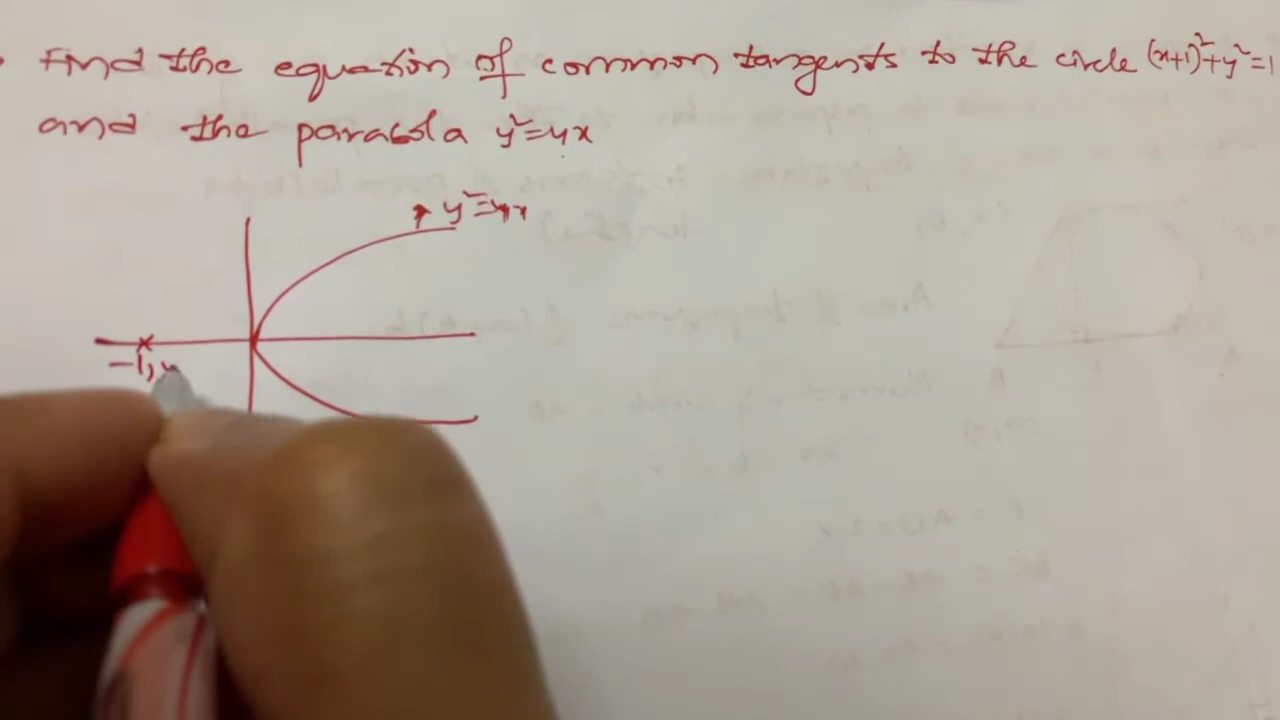 Find the equation of common tangents to the circle (x+1)²+y²=1
and the parabola y²=4x
y²=4x
-1,